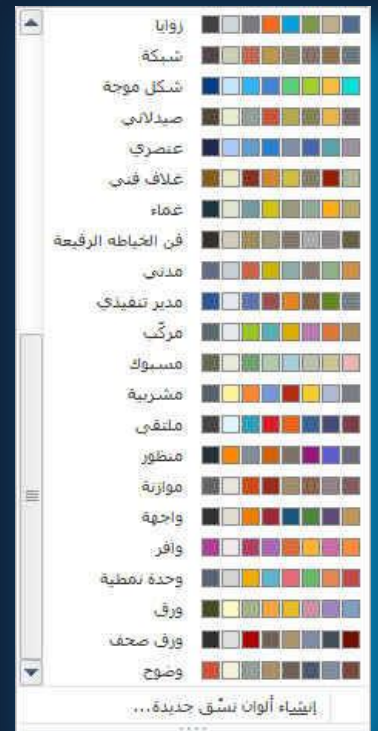 زوايا
شبكة
شكل موجة
صيدلاني
عنصري
غلاف فني
غماء
فن الخياطه الرفيعة
مدني
مدير تنفيذي
مركّب
مسبوك
مشربية
ملتقى
منظور
موازنة
واجهة
وافر
وحدة نمطية
ورق
ورق صحف
وضوح
إنشاء ألوان نسّق جديدة...